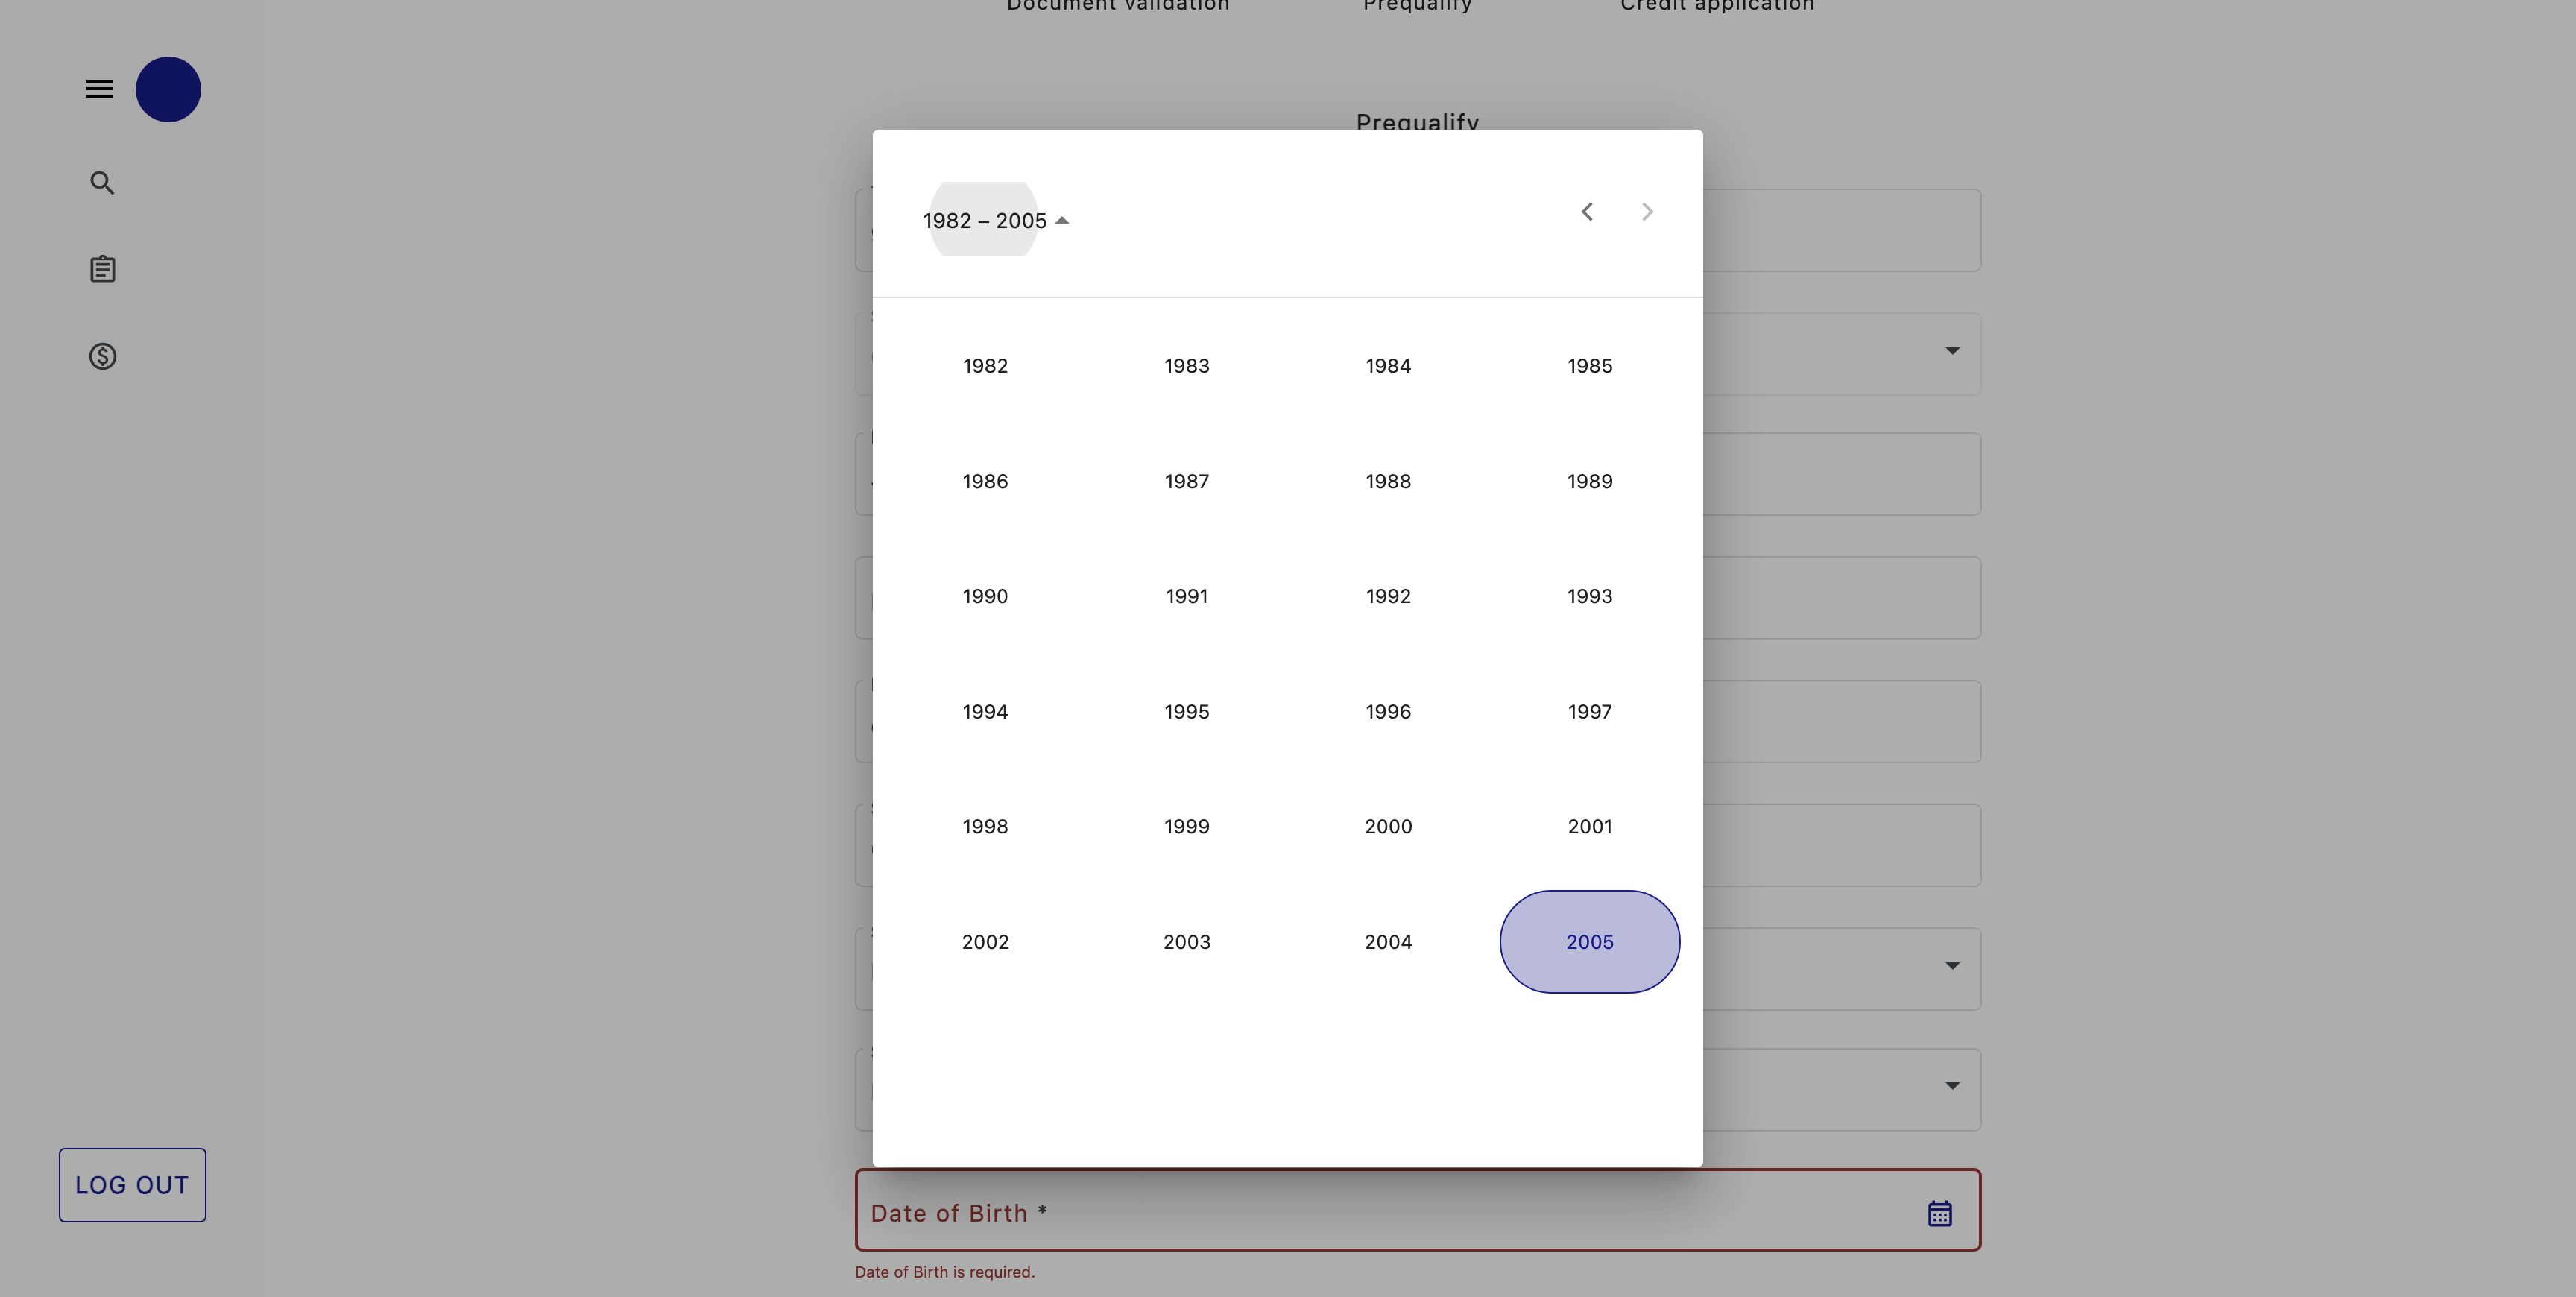 Document validation Prequalify Credit application
Prequalify
1982 – 2005
1982 1983 1984 1985
1986 1987 1988 1989
1990 1991 1992 1993
1994 1995 1996 1997
1998 1999 2000 2001
2002 2003 2004 2005
LOG OUT
Date of Birth *
Date of Birth is required.